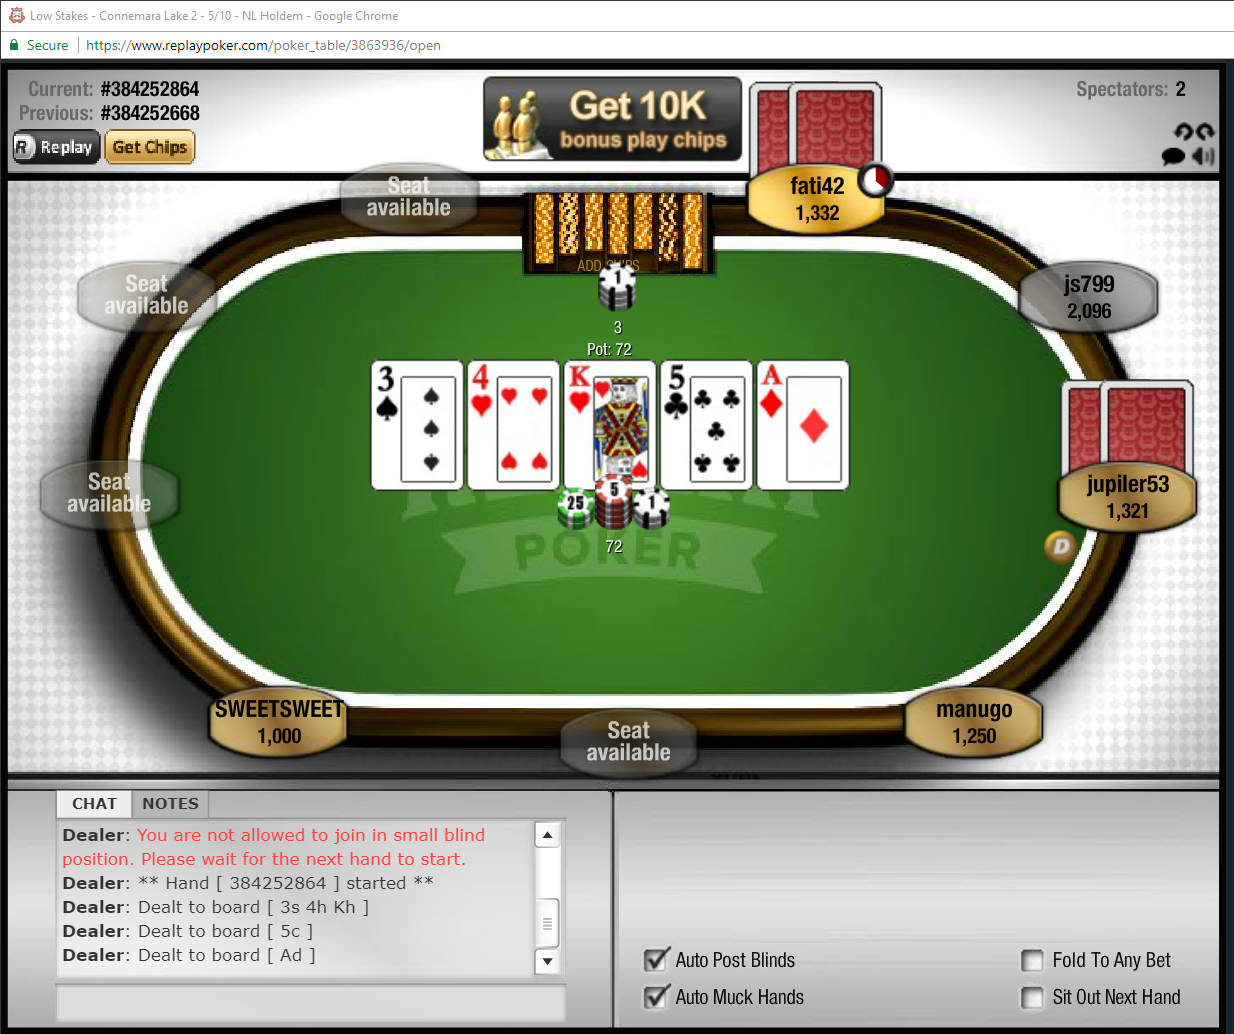 Low Stakes - Connemara Lake 2 - 5/10 - NL Holdem - Google Chrome
Secure https://www.replaypoker.com/poker_table/3863936/open
Current: #384252864
Previous: #384252668
R Replay Get Chips
Get 10K
bonus play chips
Spectators: 2
fati42
1,332
Seat
available
Seat
available
js799
2,096
ADD CHIPS
1
3
Pot: 72
3 4 K 5 A
25 5 1
72
POKER
jupiler53
1,321
D
Seat
available
SWEETSWEET
1,000
Seat
available
manugo
1,250
CHAT NOTES
Dealer: You are not allowed to join in small blind
position. Please wait for the next hand to start.
Dealer: ** Hand [ 384252864 ] started **
Dealer: Dealt to board [ 3s 4h Kh ]
Dealer: Dealt to board [ 5c ]
Dealer: Dealt to board [ Ad ]
Auto Post Blinds
Fold To Any Bet
Auto Muck Hands
Sit Out Next Hand